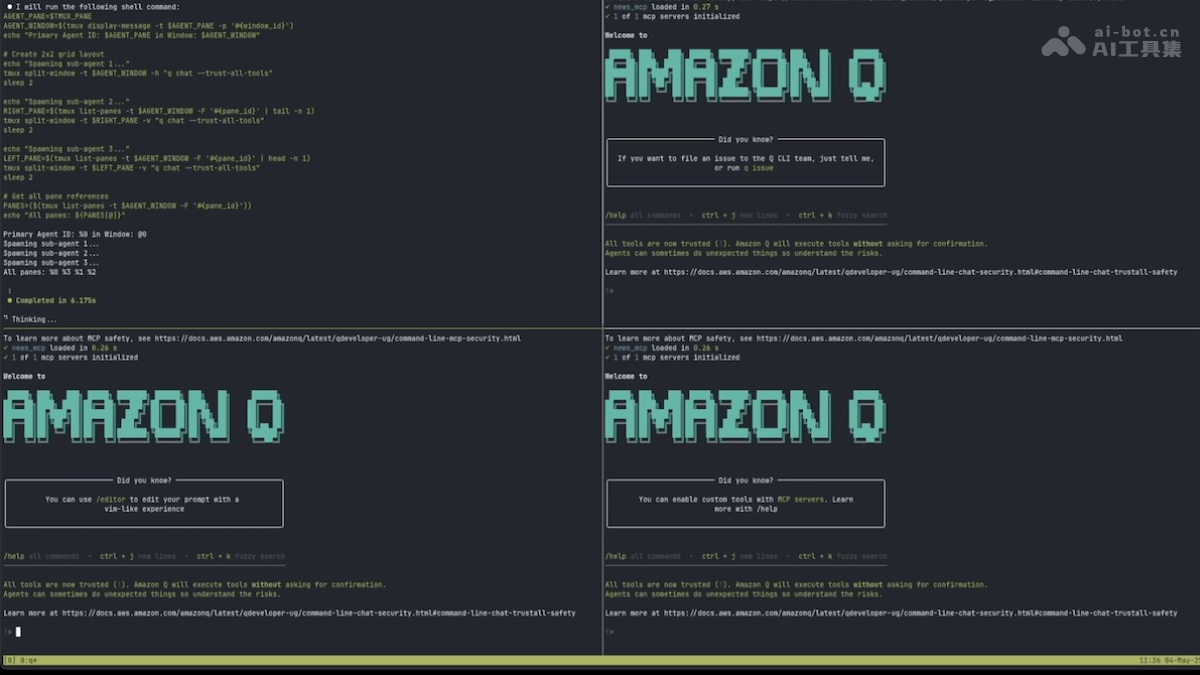 ● I will run the following shell command:
AGENT_PANE=$TMUX_PANE
AGENT_WINDOW=$(tmux display-message -t $AGENT_PANE -p '#{window_id}')
echo "Primary Agent ID: $AGENT_PANE in Window: $AGENT_WINDOW"
# Create 2x2 grid layout
echo "Spawning sub-agent 1..."
tmux split-window -t $AGENT_WINDOW -h "q chat --trust-all-tools"
sleep 2
echo "Spawning sub-agent 2..."
RIGHT_PANE=$(tmux list-panes -t $AGENT_WINDOW -F '#{pane_id}' | tail -n 1)
tmux split-window -t $RIGHT_PANE -v "q chat --trust-all-tools"
sleep 2
echo "Spawning sub-agent 3..."
LEFT_PANE=$(tmux list-panes -t $AGENT_WINDOW -F '#{pane_id}' | head -n 1)
tmux split-window -t $LEFT_PANE -v "q chat --trust-all-tools"
sleep 2
# Get all pane references
PANES=($(tmux list-panes -t $AGENT_WINDOW -F '#{pane_id}'))
echo "All panes: ${PANES[@]}"
Primary Agent ID: %0 in Window: @0
Spawning sub-agent 1...
Spawning sub-agent 2...
Spawning sub-agent 3...
All panes: %0 %3 %1 %2
● Completed in 6.175s
Thinking...
✓ news_mcp loaded in 0.27 s
✓ 1 of 1 mcp servers initialized
Welcome to
AMAZON Q
Did you know?
If you want to file an issue to the Q CLI team, just tell me,
or run q issue
/help all commands • ctrl + j new lines • ctrl + k fuzzy search
All tools are now trusted (!). Amazon Q will execute tools without asking for confirmation.
Agents can sometimes do unexpected things so understand the risks.
Learn more at https://docs.aws.amazon.com/amazonq/latest/qdeveloper-ug/command-line-chat-security.html#command-line-chat-trustall-safety
!>
ai-bot.cn
AI工具集
To learn more about MCP safety, see https://docs.aws.amazon.com/amazonq/latest/qdeveloper-ug/command-line-mcp-security.html
✓ news_mcp loaded in 0.26 s
✓ 1 of 1 mcp servers initialized
Welcome to
AMAZON Q
Did you know?
You can use /editor to edit your prompt with a
vim-like experience
/help all commands • ctrl + j new lines • ctrl + k fuzzy search
All tools are now trusted (!). Amazon Q will execute tools without asking for confirmation.
Agents can sometimes do unexpected things so understand the risks.
Learn more at https://docs.aws.amazon.com/amazonq/latest/qdeveloper-ug/command-line-chat-security.html#command-line-chat-trustall-safety
!>
To learn more about MCP safety, see https://docs.aws.amazon.com/amazonq/latest/qdeveloper-ug/command-line-mcp-security.html
✓ news_mcp loaded in 0.26 s
✓ 1 of 1 mcp servers initialized
Welcome to
AMAZON Q
Did you know?
You can enable custom tools with MCP servers. Learn
more with /help
/help all commands • ctrl + j new lines • ctrl + k fuzzy search
All tools are now trusted (!). Amazon Q will execute tools without asking for confirmation.
Agents can sometimes do unexpected things so understand the risks.
Learn more at https://docs.aws.amazon.com/amazonq/latest/qdeveloper-ug/command-line-chat-security.html#command-line-chat-trustall-safety
!>
[0] 0:q* 11:36 04-May-2